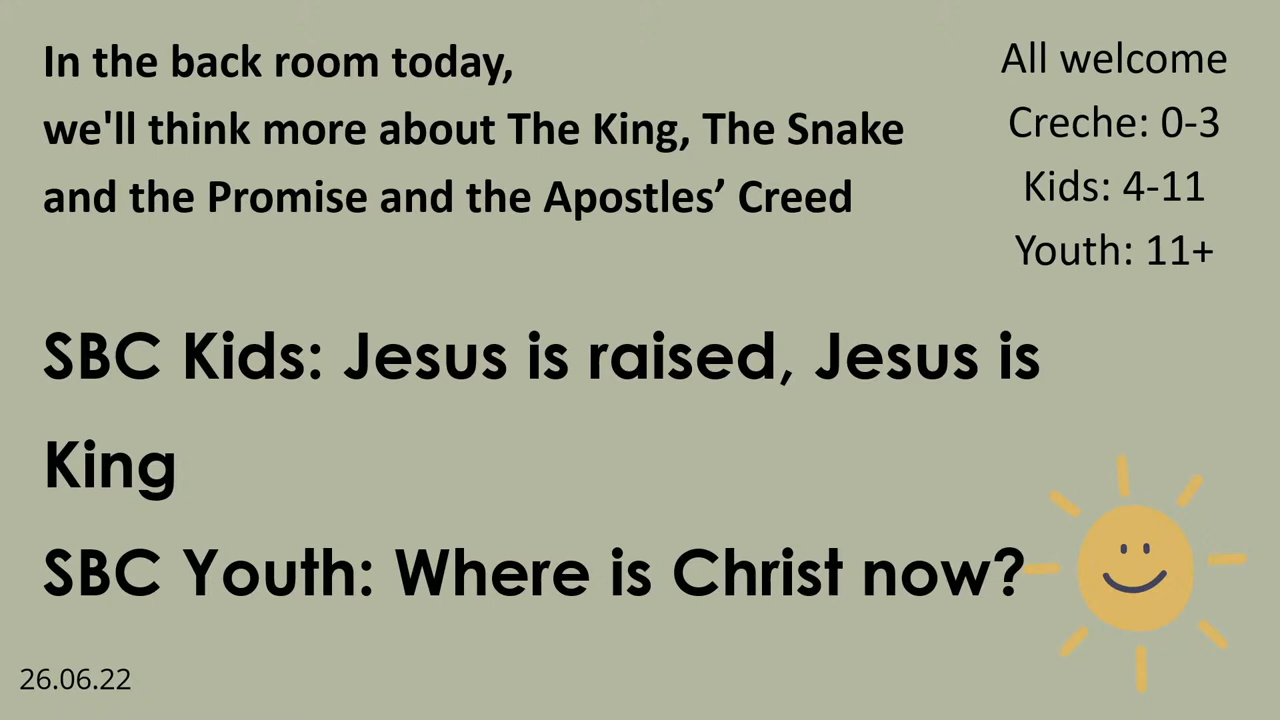 In the back room today,
we'll think more about The King, The Snake
and the Promise and the Apostles’ Creed
All welcome
Creche: 0-3
Kids: 4-11
Youth: 11+
SBC Kids: Jesus is raised, Jesus is
King
SBC Youth: Where is Christ now?
26.06.22